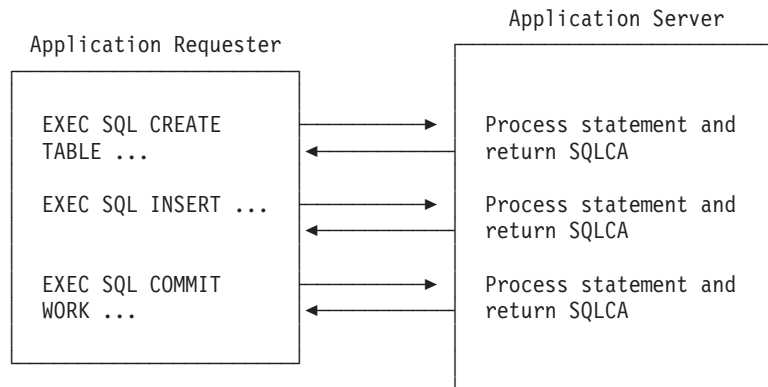 Application Server
Application Requester
EXEC SQL CREATE
TABLE ...
Process statement and
return SQLCA
EXEC SQL INSERT ...
Process statement and
return SQLCA
EXEC SQL COMMIT
WORK ...
Process statement and
return SQLCA